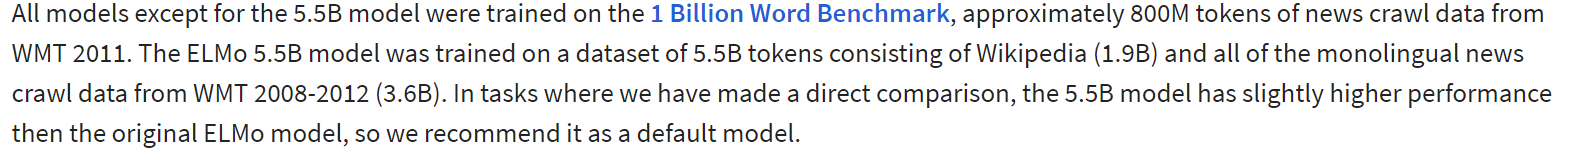 All models except for the 5.5B model were trained on the 1 Billion Word Benchmark, approximately 800M tokens of news crawl data from
WMT 2011. The ELMo 5.5B model was trained on a dataset of 5.5B tokens consisting of Wikipedia (1.9B) and all of the monolingual news
crawl data from WMT 2008-2012 (3.6B). In tasks where we have made a direct comparison, the 5.5B model has slightly higher performance
then the original ELMo model, so we recommend it as a default model.